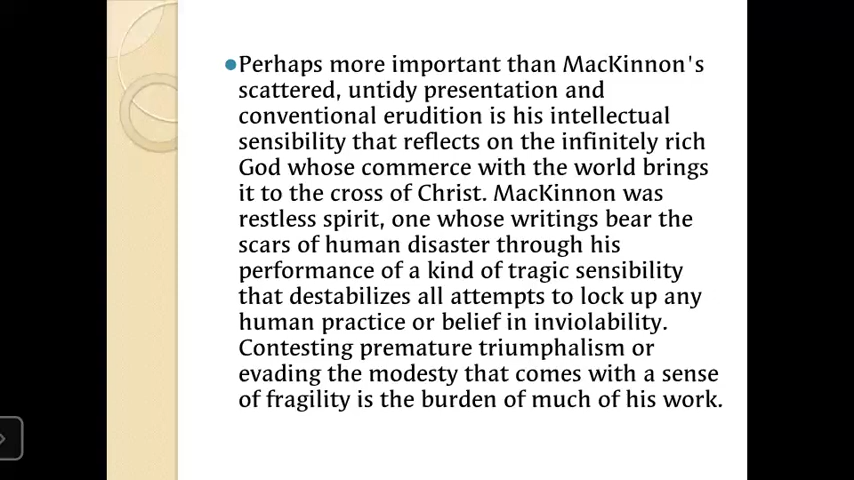 Perhaps more important than MacKinnon's
scattered, untidy presentation and
conventional erudition is his intellectual
sensibility that reflects on the infinitely rich
God whose commerce with the world brings
it to the cross of Christ. MacKinnon was
restless spirit, one whose writings bear the
scars of human disaster through his
performance of a kind of tragic sensibility
that destabilizes all attempts to lock up any
human practice or belief in inviolability.
Contesting premature triumphalism or
evading the modesty that comes with a sense
of fragility is the burden of much of his work.